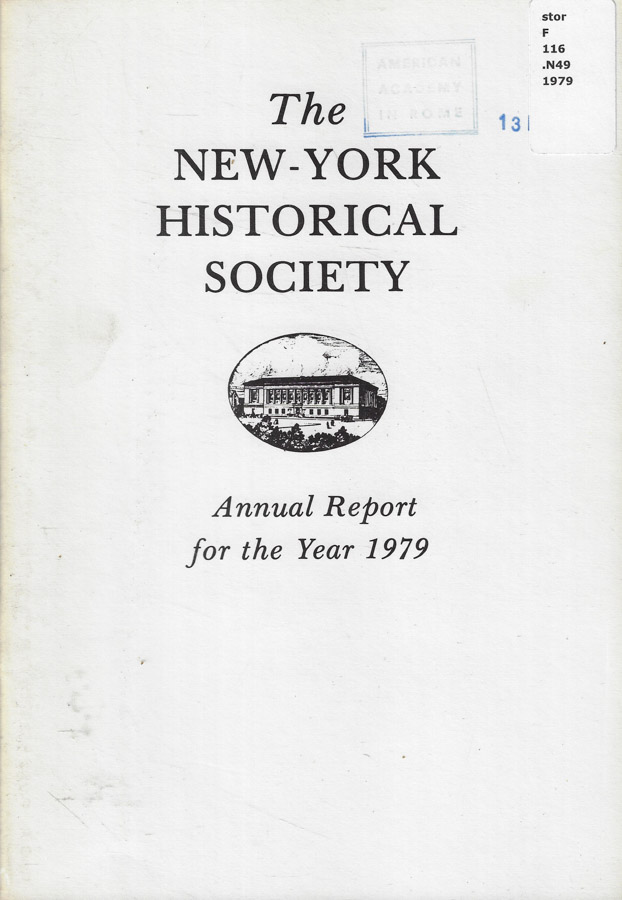 stor
F
116
.N49
1979
AMERICAN
ACADEMY
IN ROME
The
NEW-YORK
HISTORICAL
SOCIETY
Annual Report
for the Year 1979